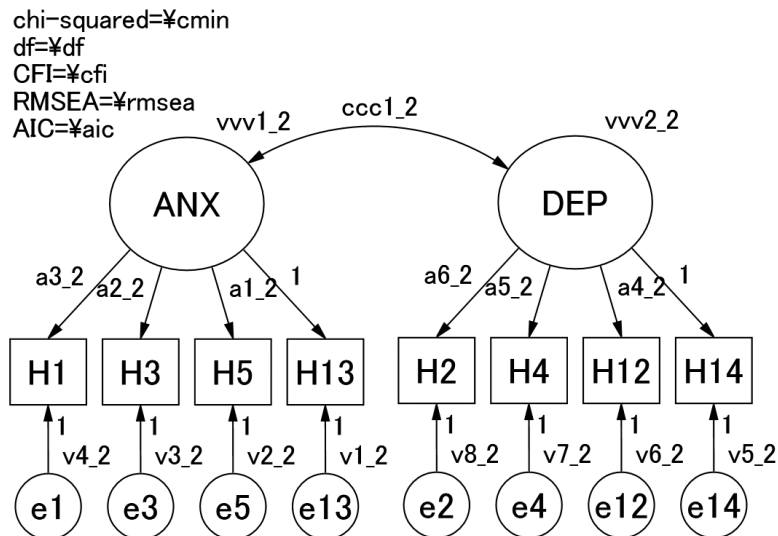 chi-squared=¥cmin
df=¥df
CFI=¥cfi
RMSEA=¥rmsea
AIC=¥aic
vvv1_2
ccc1_2
vvv2_2
ANX
DEP
a3_2
a2_2
a1_2
1
a6_2
a5_2
a4_2
1
H1
H3
H5
H13
H2
H4
H12
H14
1
1
1
1
1
1
1
1
v4_2
v3_2
v2_2
v1_2
v8_2
v7_2
v6_2
v5_2
e1
e3
e5
e13
e2
e4
e12
e14